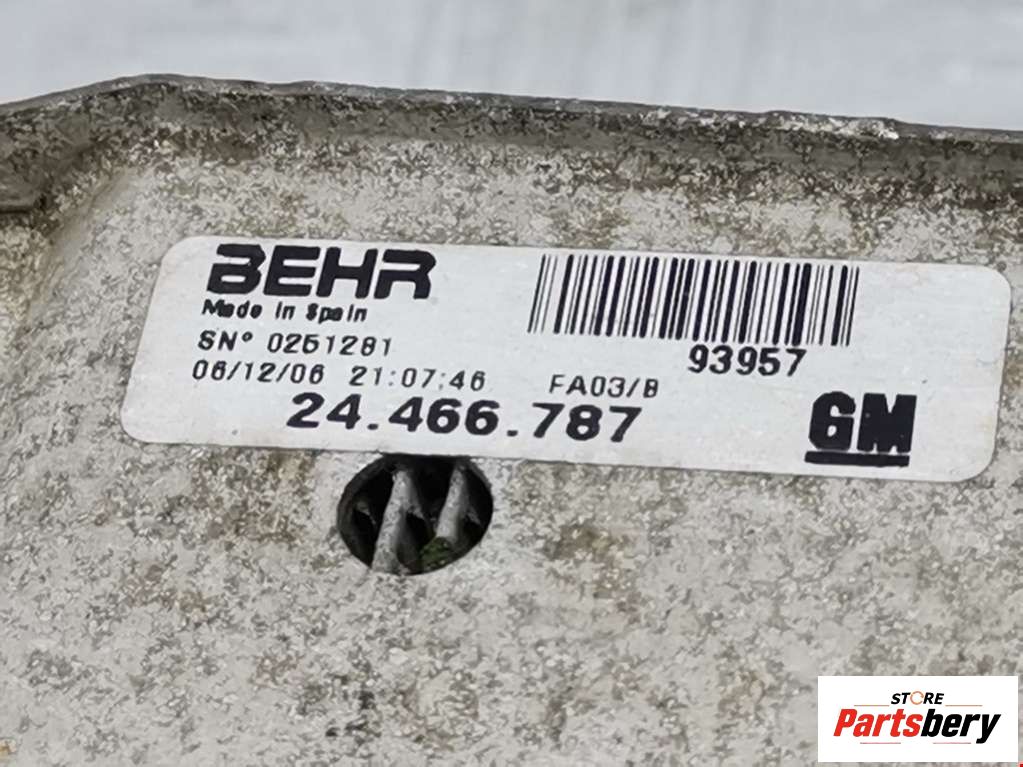 BEHR
Made in Spain
SN° 0251281
93957
06/12/06 21:07:46 FA03/B
24.466.787
GM
STORE
Partsbery